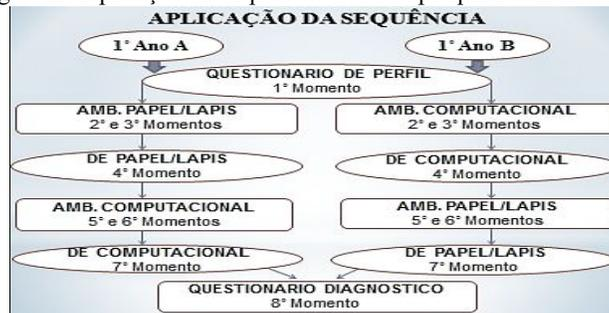 APLICAÇÃO DA SEQUÊNCIA
1° Ano A
1° Ano B
QUESTIONARIO DE PERFIL
1° Momento
AMB. PAPEL/LAPIS
2° e 3° Momentos
AMB. COMPUTACIONAL
2° e 3° Momentos
DE PAPEL/LAPIS
4° Momento
DE COMPUTACIONAL
4° Momento
AMB. COMPUTACIONAL
5° e 6° Momentos
AMB. PAPEL/LAPIS
5° e 6° Momentos
DE COMPUTACIONAL
7° Momento
DE PAPEL/LAPIS
7° Momento
QUESTIONARIO DIAGNOSTICO
8° Momento